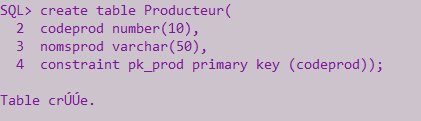 SQL> create table Producteur(
  2  codeprod number(10),
  3  nomsprod varchar(50),
  4  constraint pk_prod primary key (codeprod));
Table crÚÚe.